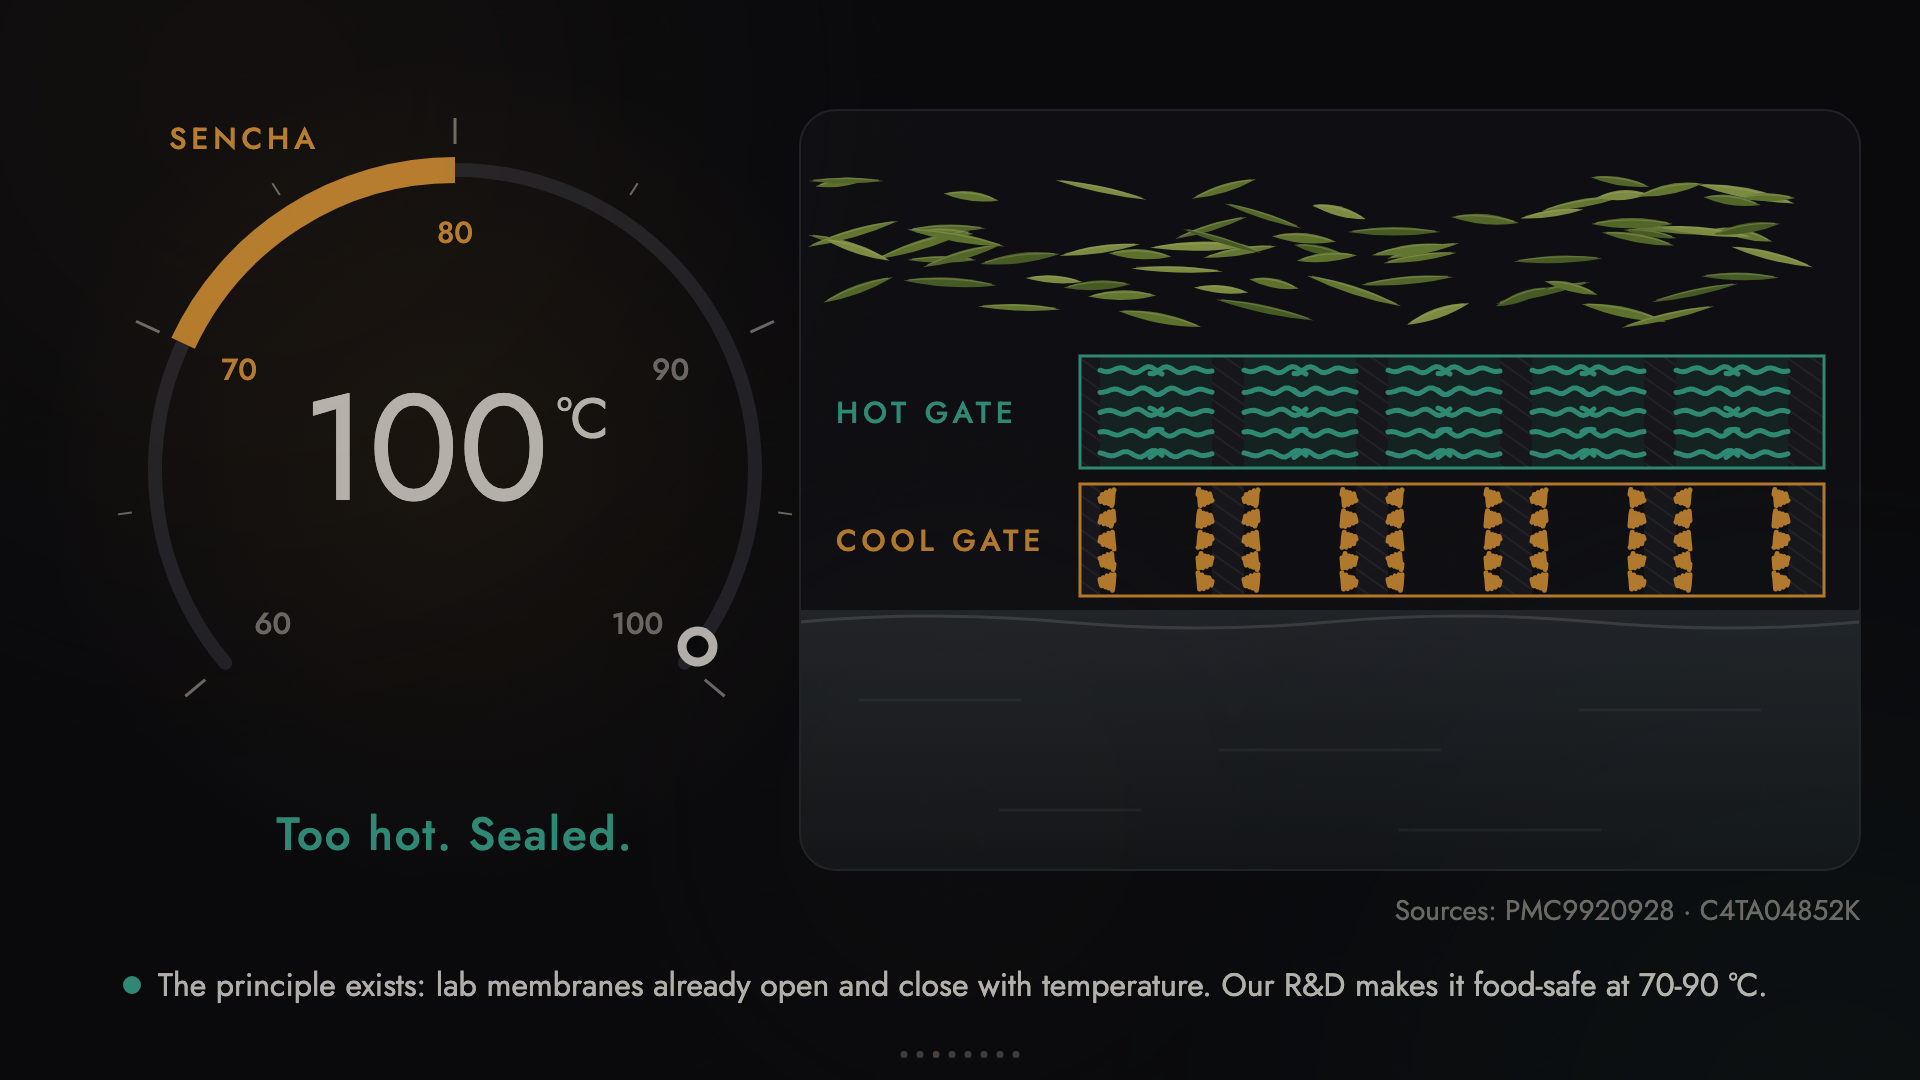 SENCHA
80
70
90
100 °C
60
100
Too hot. Sealed.
HOT GATE
COOL GATE
Sources: PMC9920928 · C4TA04852K
The principle exists: lab membranes already open and close with temperature. Our R&D makes it food-safe at 70-90 °C.